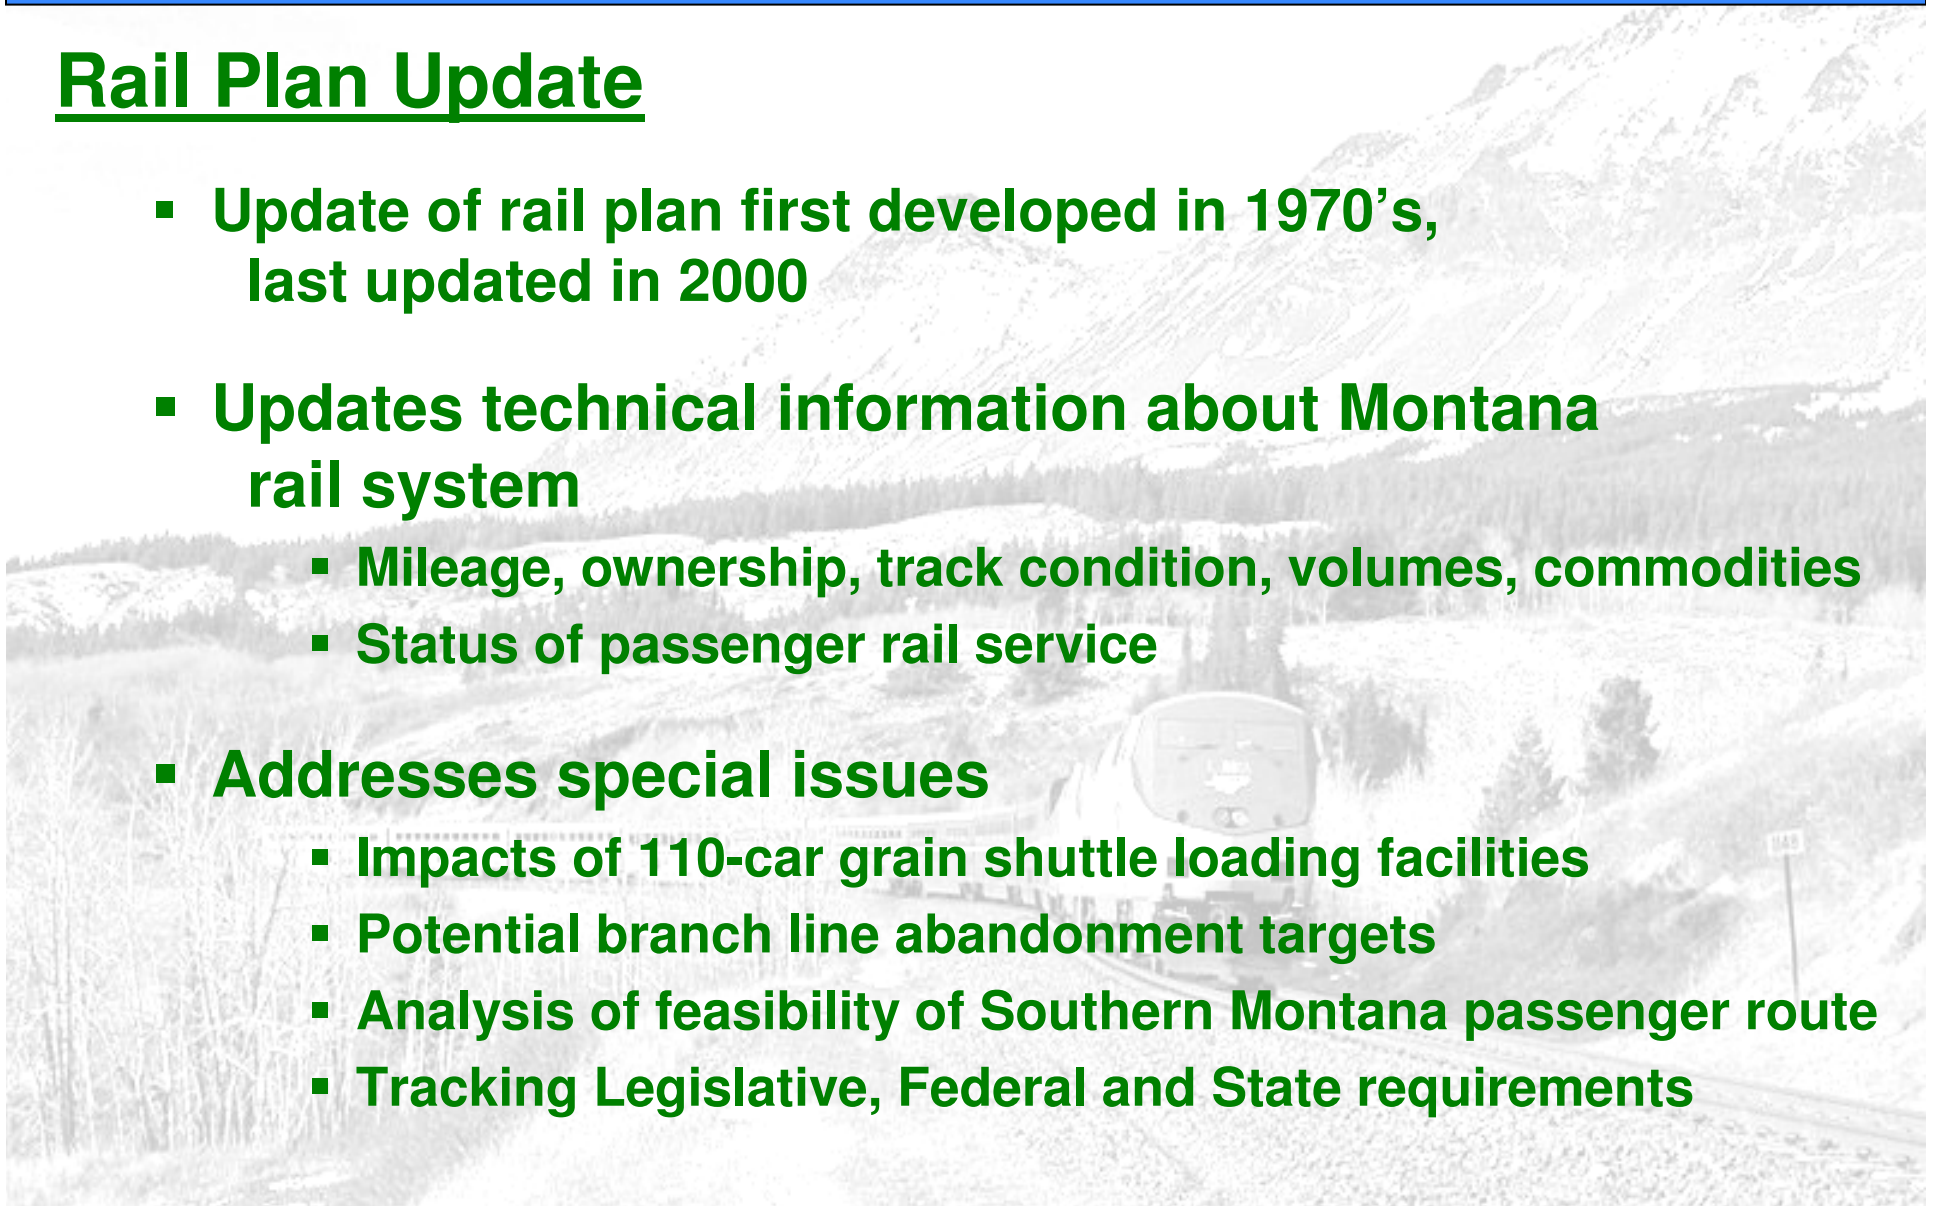 Rail Plan Update
▪ Update of rail plan first developed in 1970’s,
last updated in 2000
▪ Updates technical information about Montana
rail system
▪ Mileage, ownership, track condition, volumes, commodities
▪ Status of passenger rail service
▪ Addresses special issues
▪ Impacts of 110-car grain shuttle loading facilities
▪ Potential branch line abandonment targets
▪ Analysis of feasibility of Southern Montana passenger route
▪ Tracking Legislative, Federal and State requirements